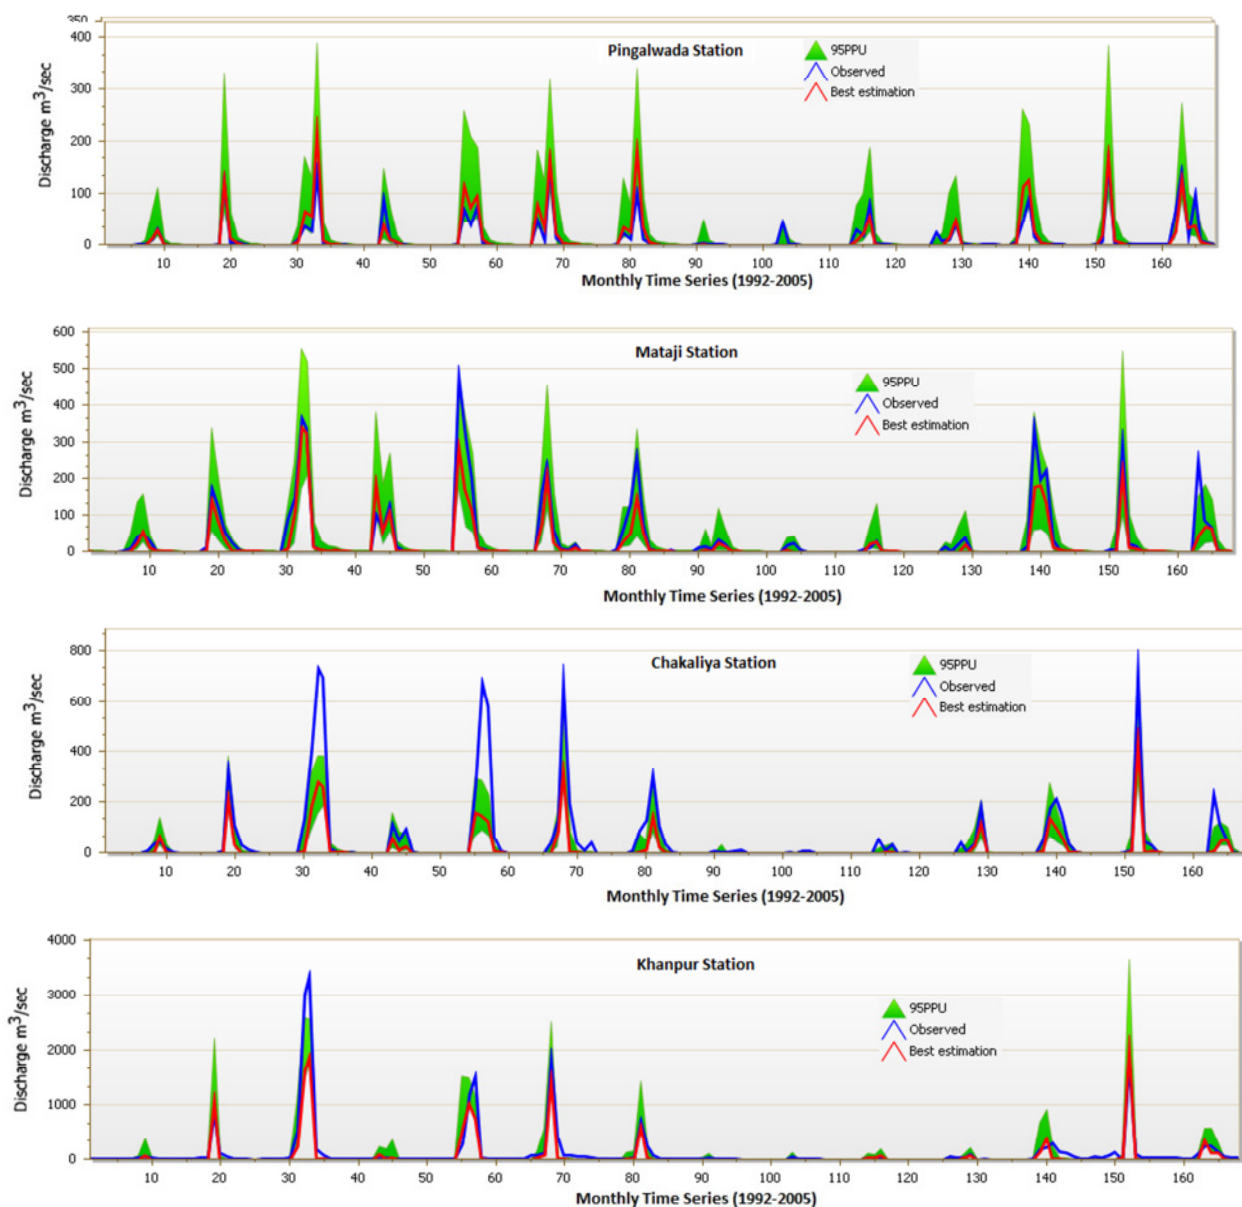 350
400
300
200
100
0
Discharge m³/sec
Pingalwada Station
95PPU
Observed
Best estimation
10 20 30 40 50 60 70 80 90 100 110 120 130 140 150 160
Monthly Time Series (1992-2005)
600
500
400
300
200
100
0
Discharge m³/sec
Mataji Station
95PPU
Observed
Best estimation
10 20 30 40 50 60 70 80 90 100 110 120 130 140 150 160
Monthly Time Series (1992-2005)
800
600
400
200
0
Discharge m³/sec
Chakaliya Station
95PPU
Observed
Best estimation
10 20 30 40 50 60 70 80 90 100 110 120 130 140 150 160
Monthly Time Series (1992-2005)
4000
3000
2000
1000
0
Discharge m³/sec
Khanpur Station
95PPU
Observed
Best estimation
10 20 30 40 50 60 70 80 90 100 110 120 130 140 150 160
Monthly Time Series (1992-2005)